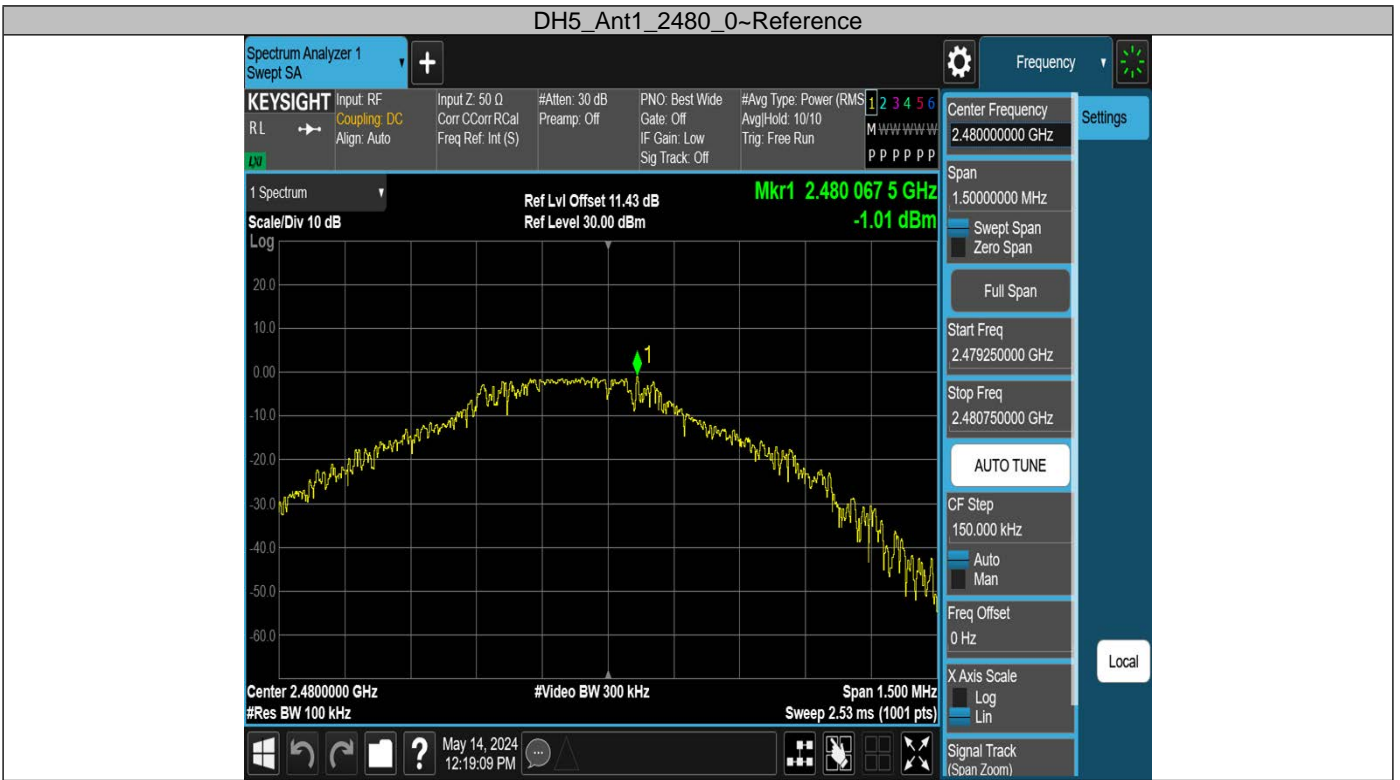 DH5_Ant1_2480_0~Reference
Spectrum Analyzer 1
Swept SA
+
Frequency
KEYSIGHT
RL
LXI
Input: RF
Coupling: DC
Align: Auto
Input Z: 50 Ω
Corr CCorr RCal
Freq Ref: Int (S)
#Atten: 30 dB
Preamp: Off
PNO: Best Wide
Gate: Off
IF Gain: Low
Sig Track: Off
#Avg Type: Power (RMS
Avg|Hold: 10/10
Trig: Free Run
1 2 3 4 5 6
M W W W W W
P P P P P P
1 Spectrum
Scale/Div 10 dB
Ref Lvl Offset 11.43 dB
Ref Level 30.00 dBm
Mkr1 2.480 067 5 GHz
-1.01 dBm
Log
20.0
10.0
0.00
-10.0
-20.0
-30.0
-40.0
-50.0
-60.0
1
Center 2.4800000 GHz
#Res BW 100 kHz
#Video BW 300 kHz
Span 1.500 MHz
Sweep 2.53 ms (1001 pts)
Center Frequency
2.480000000 GHz
Settings
Span
1.50000000 MHz
Swept Span
Zero Span
Full Span
Start Freq
2.479250000 GHz
Stop Freq
2.480750000 GHz
AUTO TUNE
CF Step
150.000 kHz
Auto
Man
Freq Offset
0 Hz
X Axis Scale
Log
Lin
Local
Signal Track
(Span Zoom)
?
May 14, 2024
12:19:09 PM